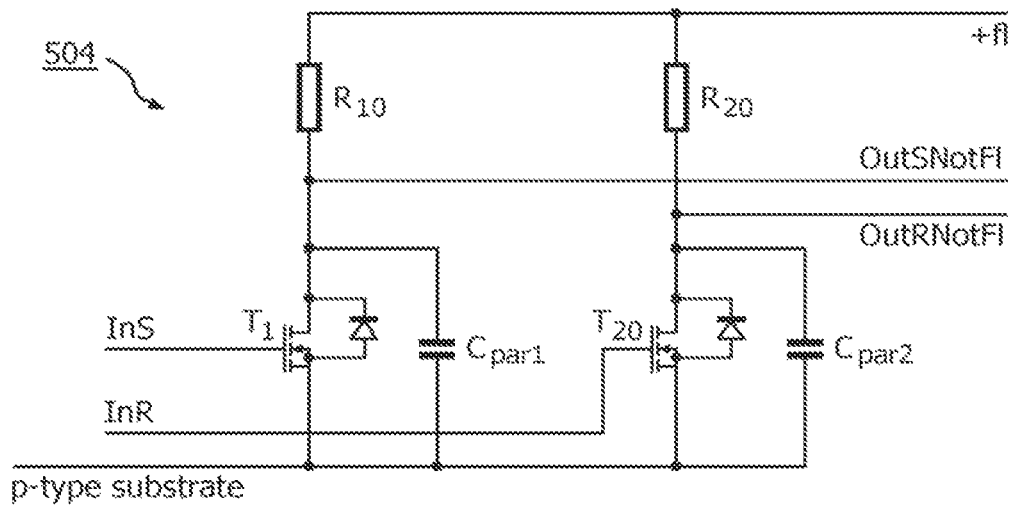 +fl
504
R10
R20
OutSNotFl
OutRNotFl
InS
T1
Cpar1
T20
Cpar2
InR
p-type substrate